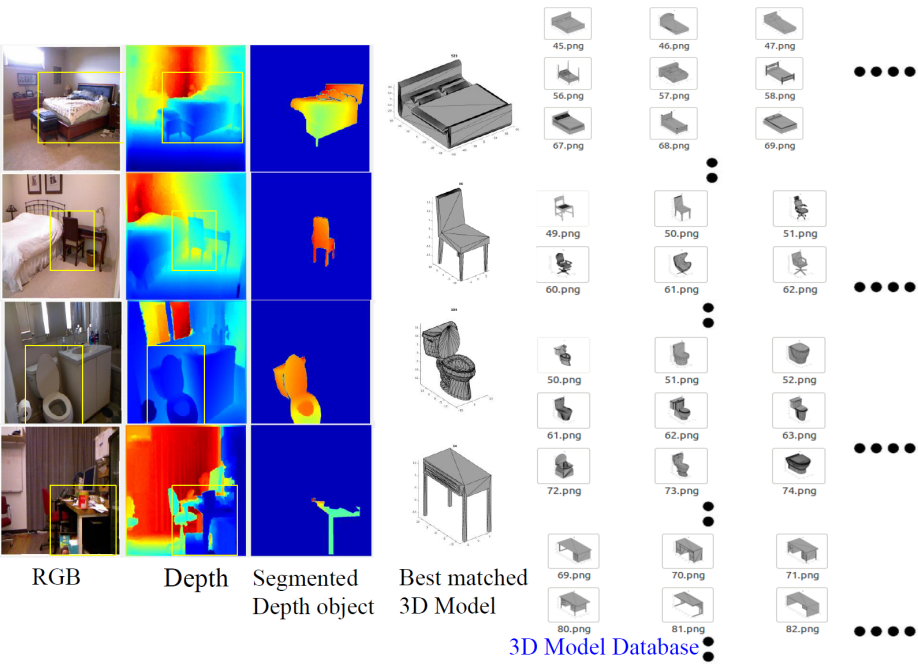 45.png 46.png 47.png
56.png 57.png 58.png
67.png 68.png 69.png
49.png 50.png 51.png
60.png 61.png 62.png
50.png 51.png 52.png
61.png 62.png 63.png
72.png 73.png 74.png
69.png 70.png 71.png
80.png 81.png 82.png
RGB
Depth
Segmented
Depth object
Best matched
3D Model
3D Model Database